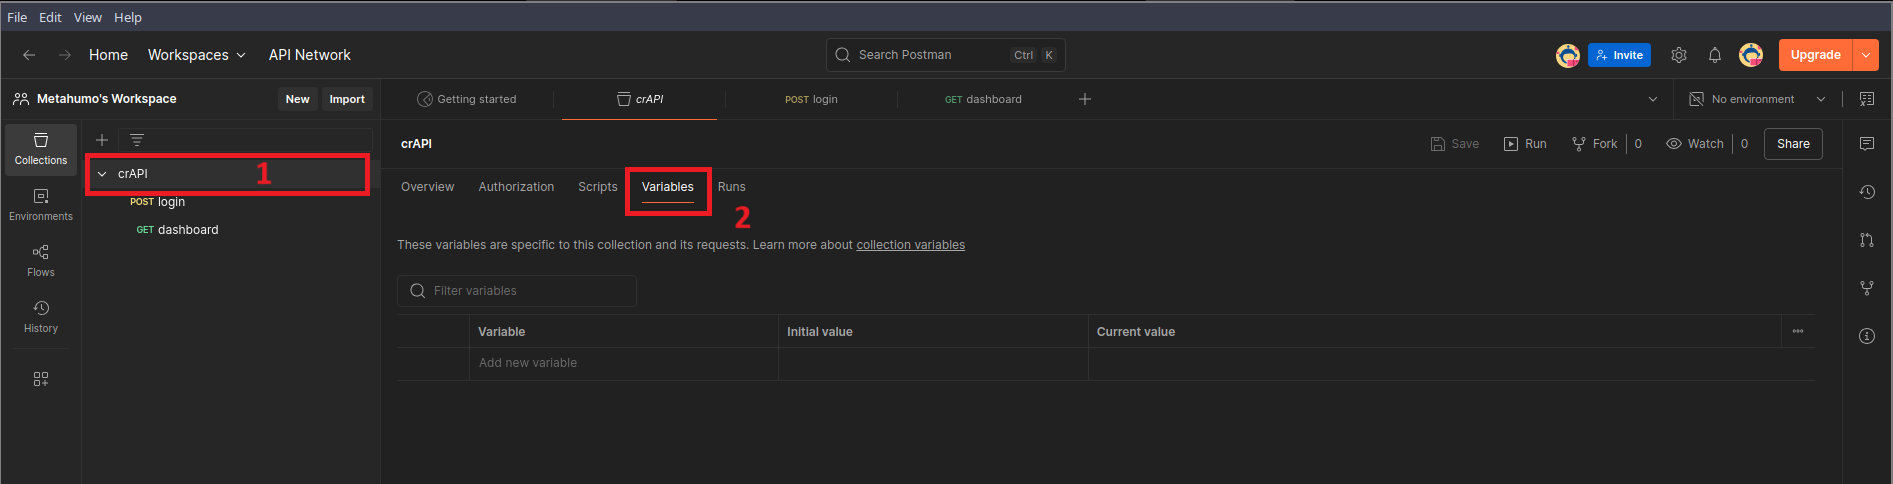 File Edit View Help
Home Workspaces API Network Search Postman Ctrl K Invite Upgrade
Metahumo's Workspace New Import Getting started crAPI POST login GET dashboard No environment
Collections
crAPI 1
POST login
GET dashboard
Environments
Flows
History
crAPI Save Run Fork 0 Watch 0 Share
Overview Authorization Scripts Variables Runs
2
These variables are specific to this collection and its requests. Learn more about collection variables
Filter variables
Variable Initial value Current value
Add new variable